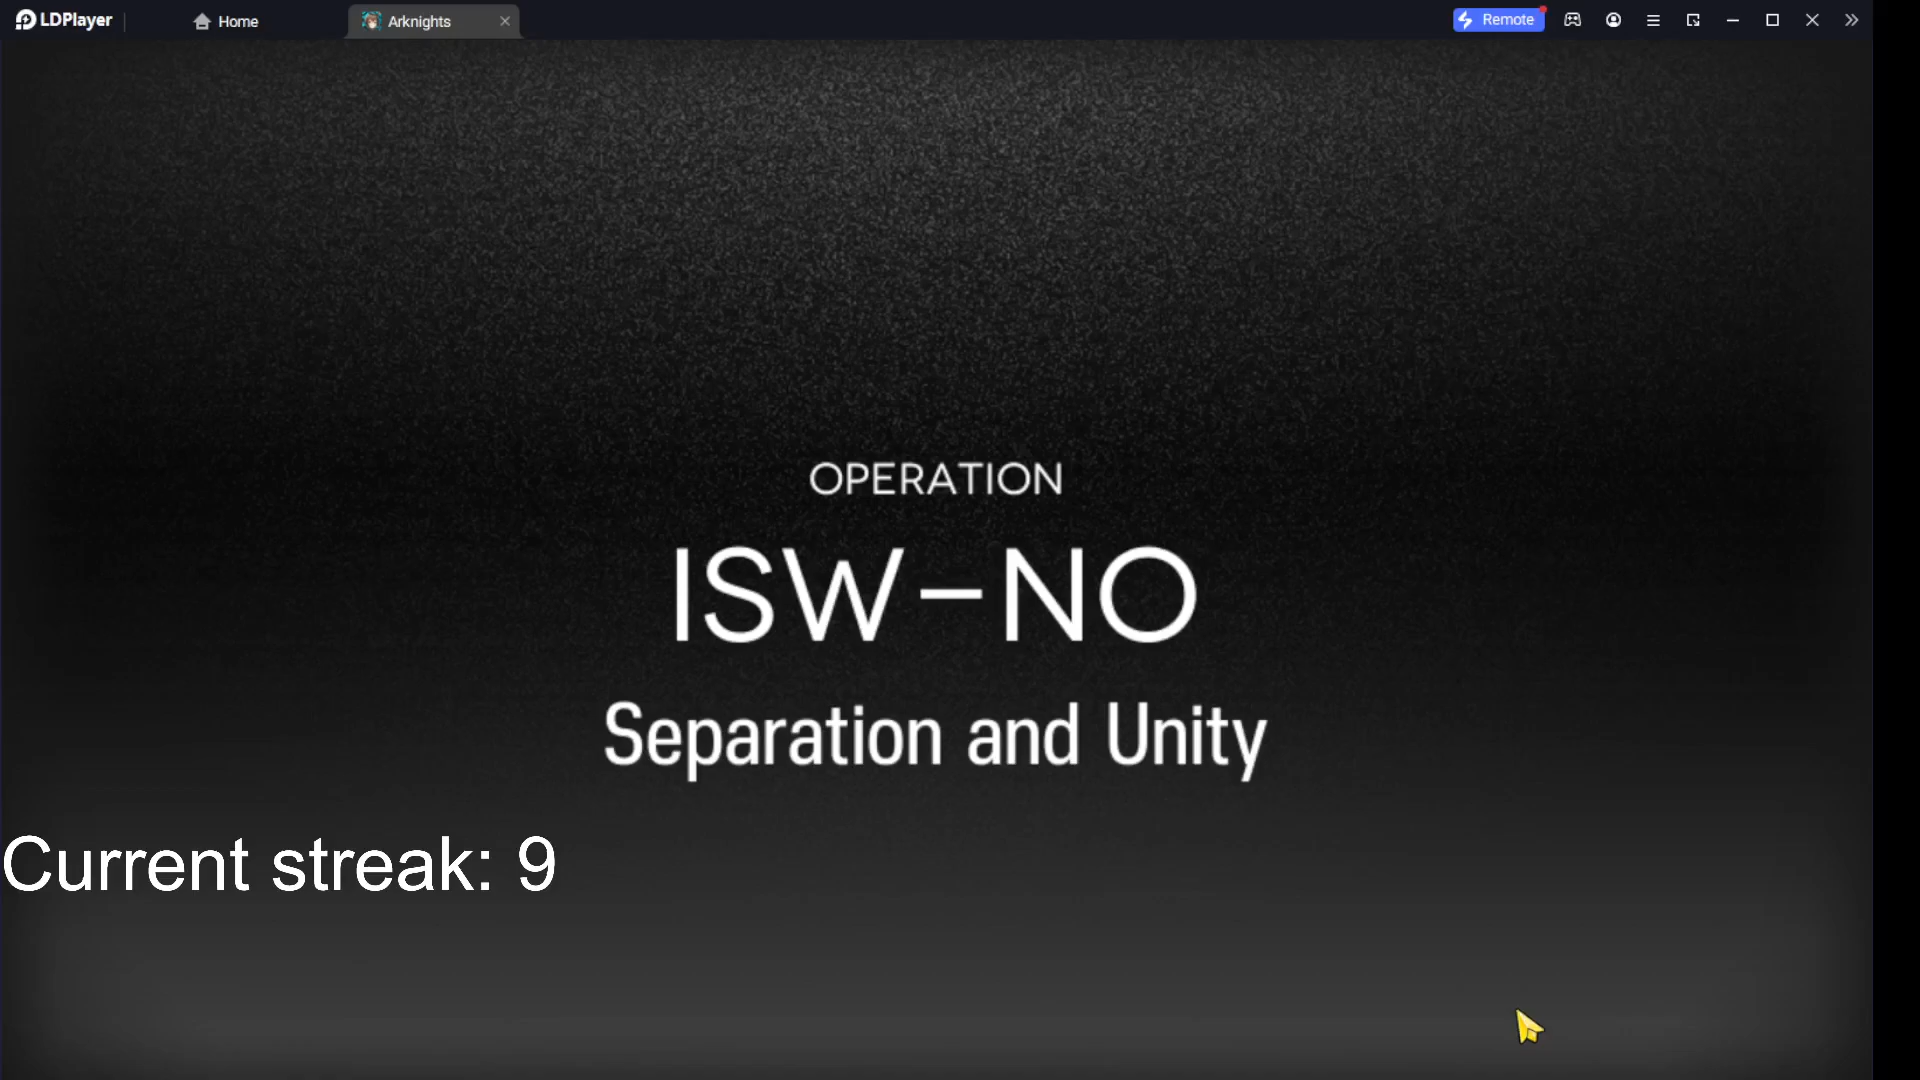 LDPlayer
Home
Arknights
Remote
OPERATION
ISW-NO
Separation and Unity
Current streak: 9